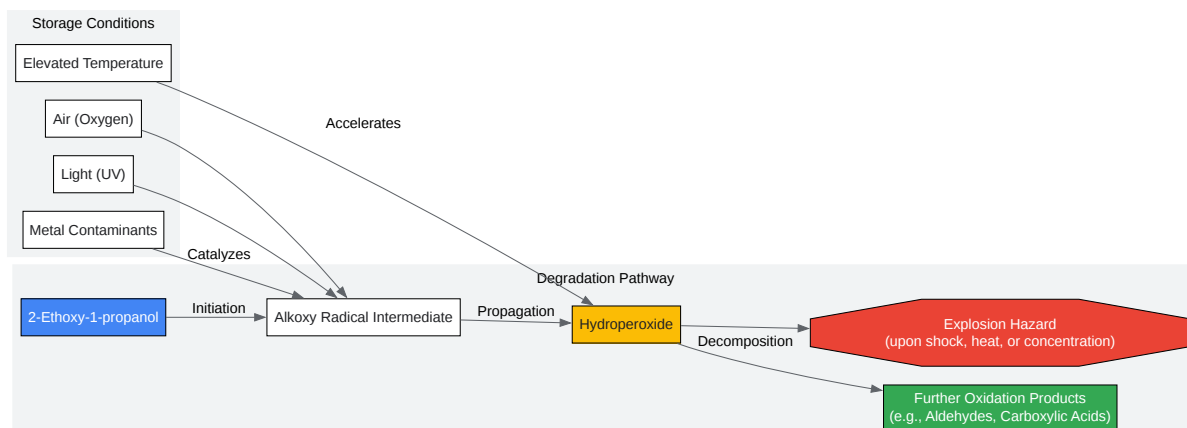 Storage Conditions
Elevated Temperature
Air (Oxygen)
Accelerates
Light (UV)
Metal Contaminants
Catalyzes
Degradation Pathway
2-Ethoxy-1-propanol
Initiation
Alkoxy Radical Intermediate
Propagation
Hydroperoxide
Explosion Hazard
(upon shock, heat, or concentration)
Decomposition
Further Oxidation Products
(e.g., Aldehydes, Carboxylic Acids)